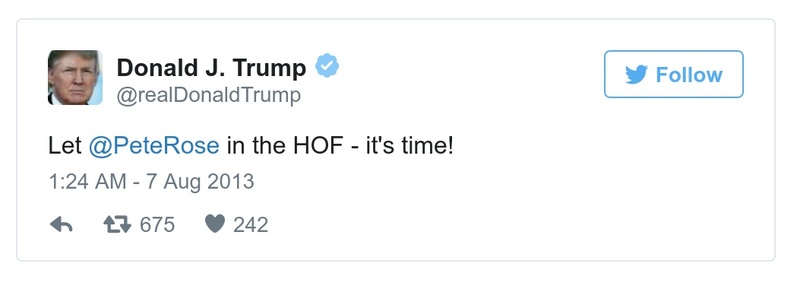 Donald J. Trump
@realDonaldTrump
Follow
Let @PeteRose in the HOF - it's time!
1:24 AM - 7 Aug 2013
675 242